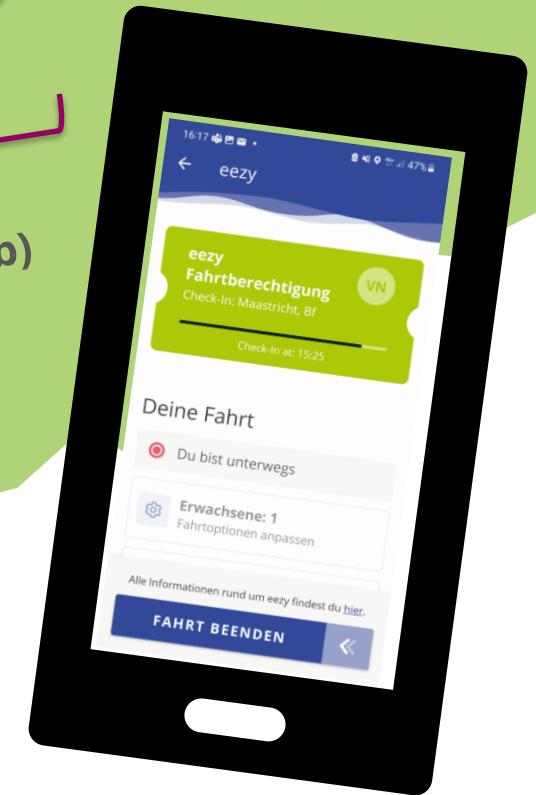 p)
16:17
47%
eezy
eezy
Fahrtberechtigung
VN
Check-In: Maastricht, Bf
Check-In at: 15:25
Deine Fahrt
Du bist unterwegs
Erwachsene: 1
Fahrtoptionen anpassen
Alle Informationen rund um eezy findest du hier.
FAHRT BEENDEN